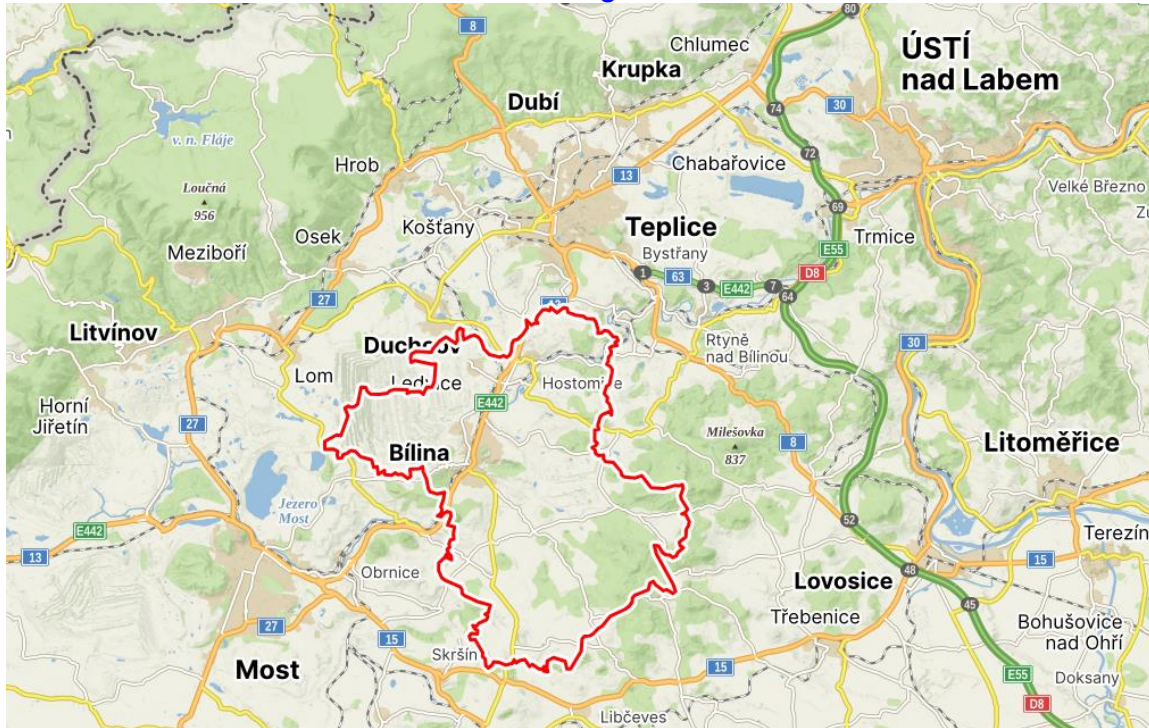 80
8
Chlumec
ÚSTÍ
nad Labem
Krupka
Dubí
74
30
v. n. Fláje
Hrob
72
Chabařovice
13
Loučná
956
Velké Březno
Košťany
69
Teplice
Osek
Trmice
Meziboří
Bystřany
E55
1
63
3
E442
7
D8
64
27
Litvínov
Rtyně
nad Bílinou
30
Duchcov
Lom
Ledvice
Hostomice
E442
Horní
Jiřetín
27
Milešovka
837
8
Litoměřice
Bílina
Jezero
Most
52
E442
13
Terezín
15
48
Obrnice
Lovosice
45
Třebenice
Bohušovice
nad Ohří
27
15
Skršín
Most
15
E55
Doksany
D8
Libčeves